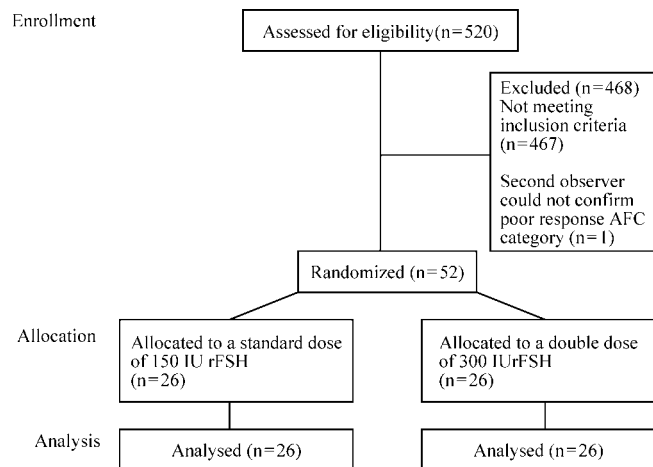 Enrollment
Assessed for eligibility(n=520)
Excluded (n=468)
Not meeting
inclusion criteria
(n=467)
Second observer
could not confirm
poor response AFC
category (n=1)
Randomized (n=52)
Allocation
Allocated to a standard dose
of 150 IU rFSH
(n=26)
Allocated to a double dose
of 300 IUrFSH
(n=26)
Analysis
Analysed (n=26)
Analysed (n=26)